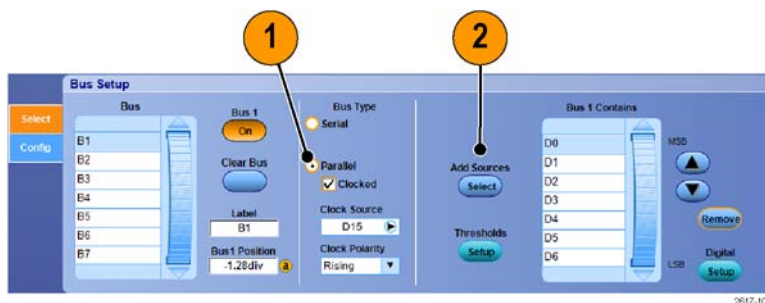 1
2
Bus Setup
Select
Config
Bus
B1
B2
B3
B4
B5
B6
B7
Bus 1
On
Clear Bus
Label
B1
Bus1 Position
-1.28div
a
Bus Type
Serial
Parallel
Clocked
Clock Source
D15
Clock Polarity
Rising
Add Sources
Select
Thresholds
Setup
Bus 1 Contains
D0
D1
D2
D3
D4
D5
D6
MSB
Remove
LSB
Digital
Setup